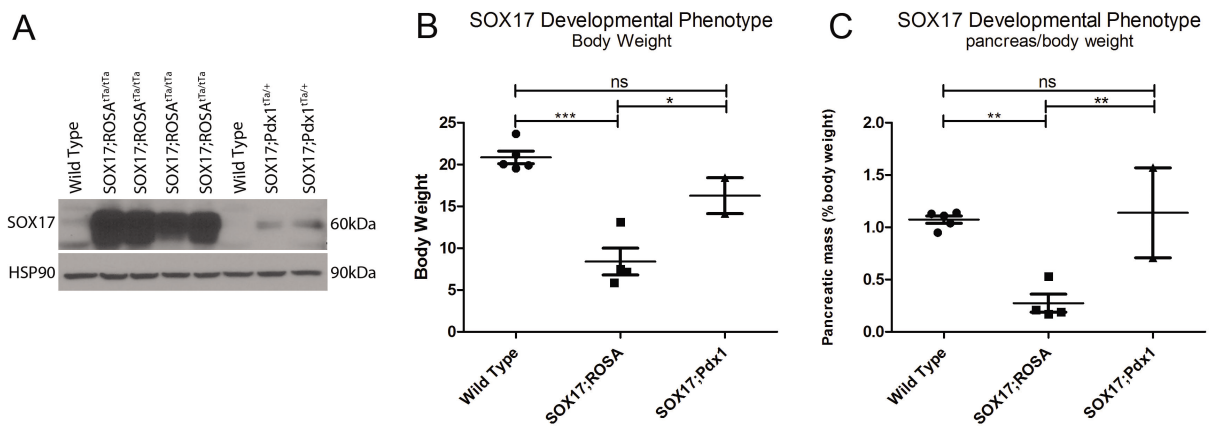 A
Wild Type
SOX17;ROSAtTa/tTa
SOX17;ROSAtTa/tTa
SOX17;ROSAtTa/tTa
SOX17;ROSAtTa/tTa
Wild Type
SOX17;Pdx1tTa/+
SOX17;Pdx1tTa/+
SOX17
60kDa
HSP90
90kDa
B
SOX17 Developmental Phenotype
Body Weight
ns
*
***
Body Weight
25
20
15
10
5
0
Wild Type
SOX17;ROSA
SOX17;Pdx1
C
SOX17 Developmental Phenotype
pancreas/body weight
ns
**
**
Pancreatic mass (% body weight)
2.0
1.5
1.0
0.5
0.0
Wild Type
SOX17;ROSA
SOX17;Pdx1